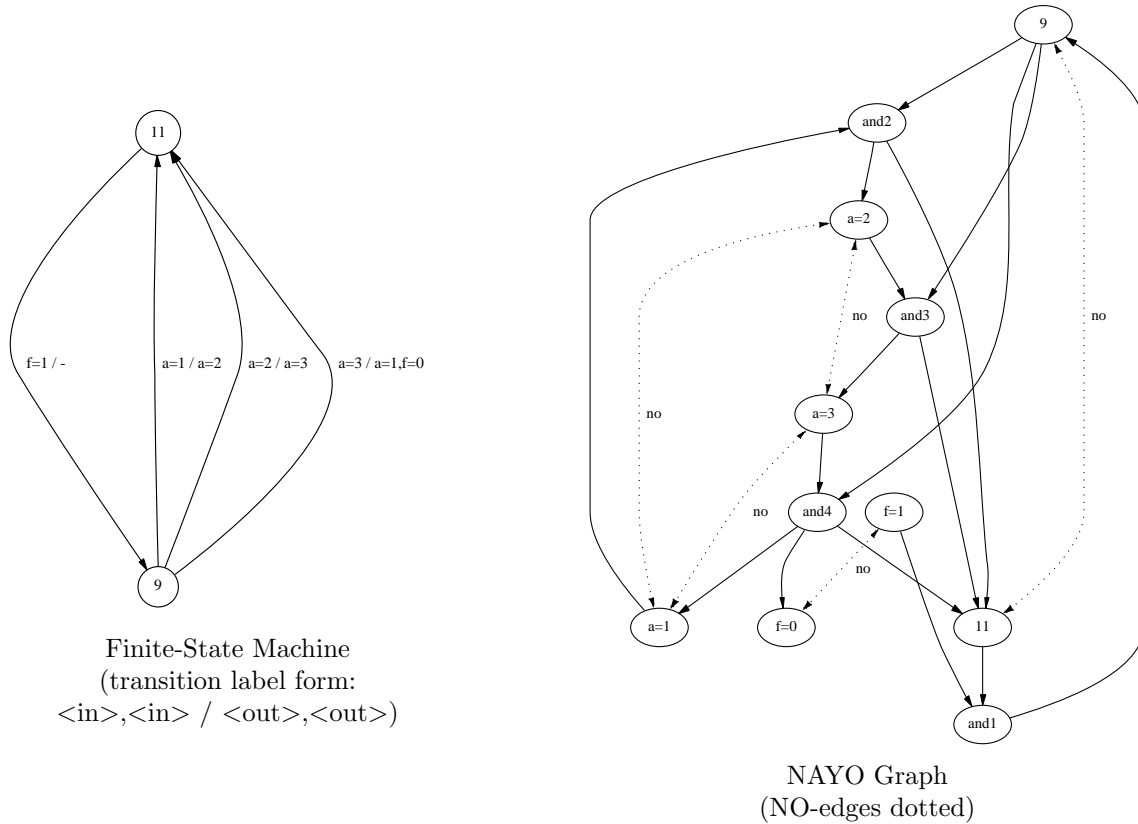 11
f=1 / -
a=1 / a=2
a=2 / a=3
a=3 / a=1,f=0
9
Finite-State Machine
(transition label form:
<in>,<in> / <out>,<out>)
9
and2
a=2
and3
no
no
a=3
no
and4
f=1
no
no
a=1
f=0
11
and1
NAYO Graph
(NO-edges dotted)